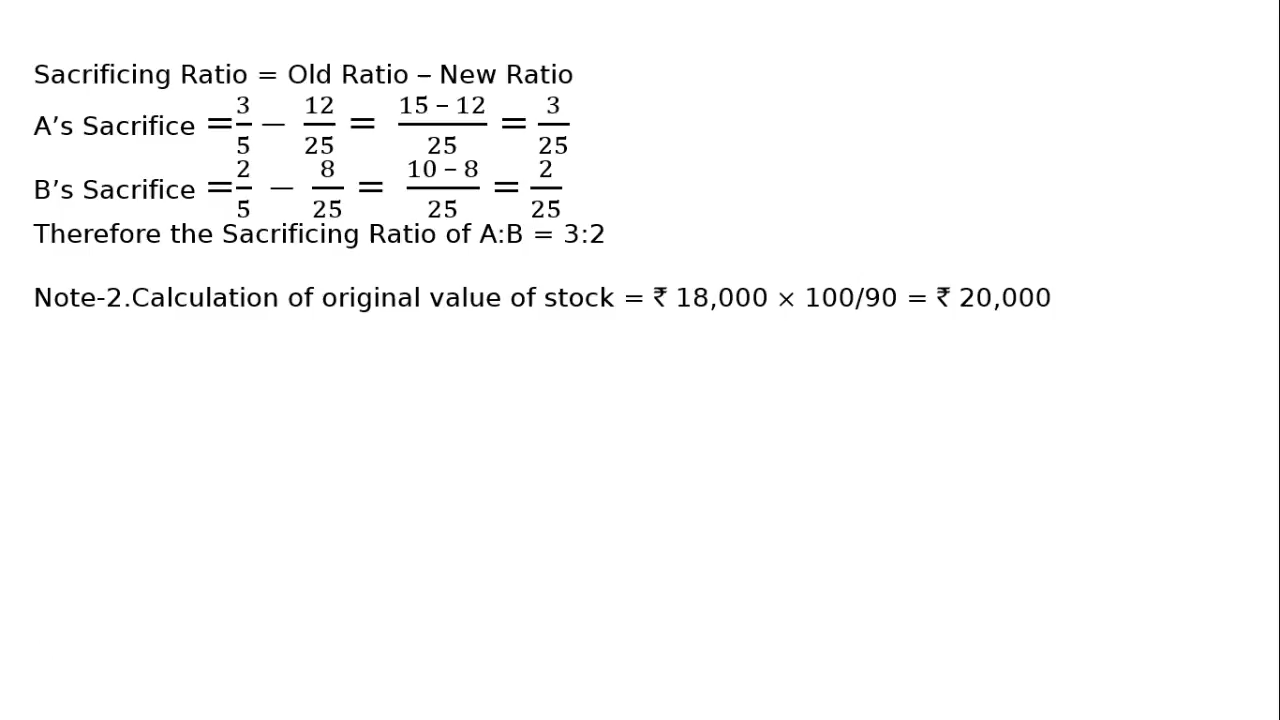 Sacrificing Ratio = Old Ratio – New Ratio
A’s Sacrifice = 3/5 − 12/25 = 15 – 12/25 = 3/25
B’s Sacrifice = 2/5 − 8/25 = 10 – 8/25 = 2/25
Therefore the Sacrificing Ratio of A:B = 3:2
Note-2.Calculation of original value of stock = ₹ 18,000 × 100/90 = ₹ 20,000